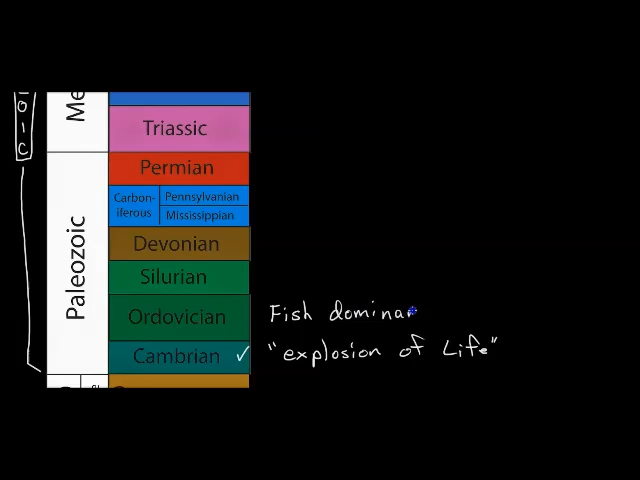 O
I
C
Me
Triassic
Paleozoic
Permian
Carbon-
iferous
Pennsylvanian
Mississippian
Devonian
Silurian
Ordovician
Fish domina
Cambrian ✓
"explosion of Life"